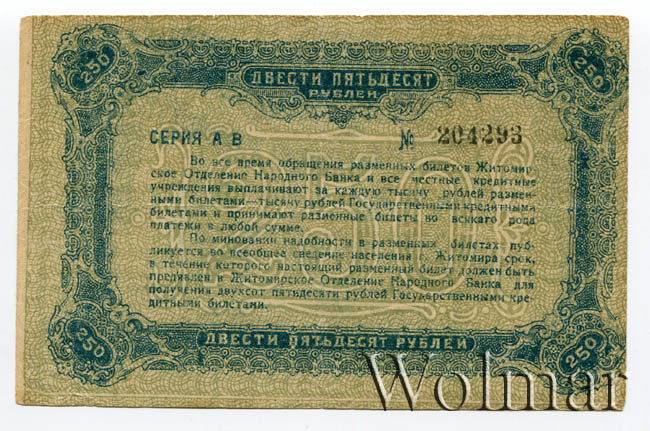 250 ДВЕСТИ ПЯТЬДЕСЯТ 250
РУБЛЕЙ
СЕРИЯ А В № 204293
Во все время обращения разменных билетов Житомир-
ское Отделение Народного Банка и все местные кредитные
учреждения выплачивают за каждую тысячу рублей размен-
ными билетами—тысячу рублей Государственными кредитными
билетами и принимают разменные билеты во всякаго рода
платежи в любой сумме.
По миновании надобности в разменных билетах пуб-
ликуется во всеобщее сведение населения г. Житомира срок,
в течение которого настоящий разменный билет должен быть
предявлен в Житомирское Отделение Народного Банка для
получения двухсот пятидесяти рублей Государственными кре-
дитными билетами.
250 ДВЕСТИ ПЯТЬДЕСЯТ РУБЛЕЙ 250
250
Wolmar